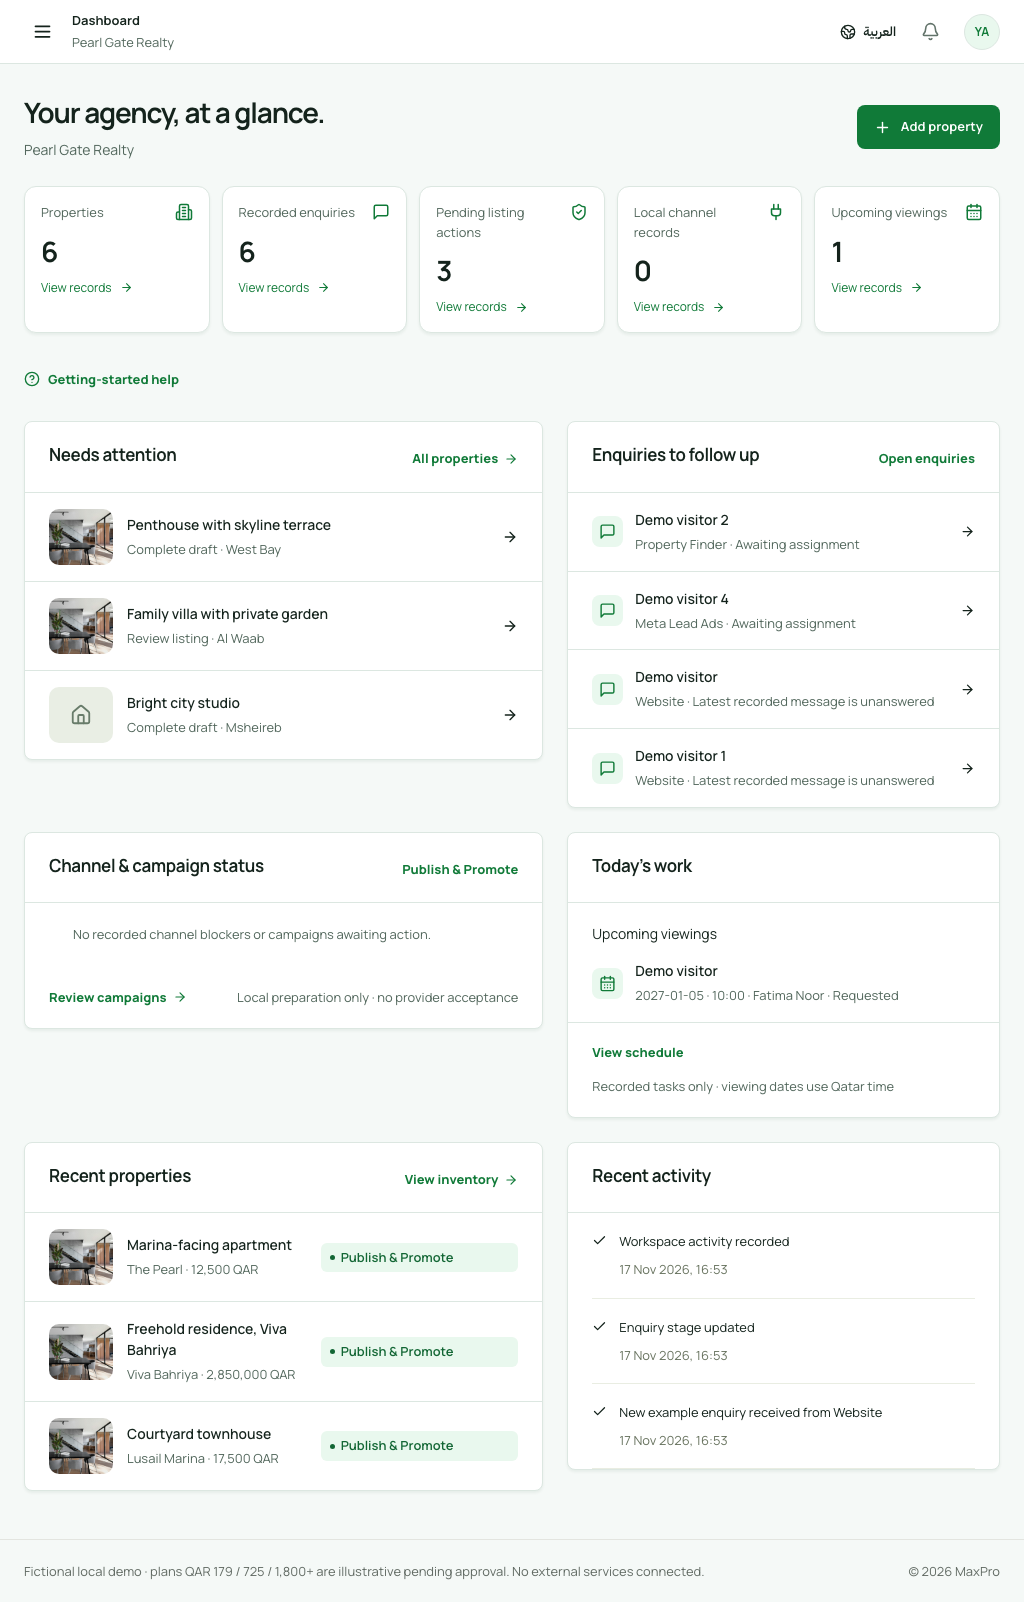 Dashboard
Pearl Gate Realty
العربية
YA
Your agency, at a glance.
Pearl Gate Realty
Add property
Properties
6
View records
Recorded enquiries
6
View records
Pending listing
actions
3
View records
Local channel
records
0
View records
Upcoming viewings
1
View records
Getting-started help
Needs attention
All properties
Penthouse with skyline terrace
Complete draft · West Bay
Family villa with private garden
Review listing · Al Waab
Bright city studio
Complete draft · Msheireb
Enquiries to follow up
Open enquiries
Demo visitor 2
Property Finder · Awaiting assignment
Demo visitor 4
Meta Lead Ads · Awaiting assignment
Demo visitor
Website · Latest recorded message is unanswered
Demo visitor 1
Website · Latest recorded message is unanswered
Channel & campaign status
Publish & Promote
No recorded channel blockers or campaigns awaiting action.
Review campaigns
Local preparation only · no provider acceptance
Today's work
Upcoming viewings
Demo visitor
2027-01-05 · 10:00 · Fatima Noor · Requested
View schedule
Recorded tasks only · viewing dates use Qatar time
Recent properties
View inventory
Marina-facing apartment
The Pearl · 12,500 QAR
Publish & Promote
Freehold residence, Viva
Bahriya
Viva Bahriya · 2,850,000 QAR
Publish & Promote
Courtyard townhouse
Lusail Marina · 17,500 QAR
Publish & Promote
Recent activity
Workspace activity recorded
17 Nov 2026, 16:53
Enquiry stage updated
17 Nov 2026, 16:53
New example enquiry received from Website
17 Nov 2026, 16:53
Fictional local demo · plans QAR 179 / 725 / 1,800+ are illustrative pending approval. No external services connected.
© 2026 MaxPro